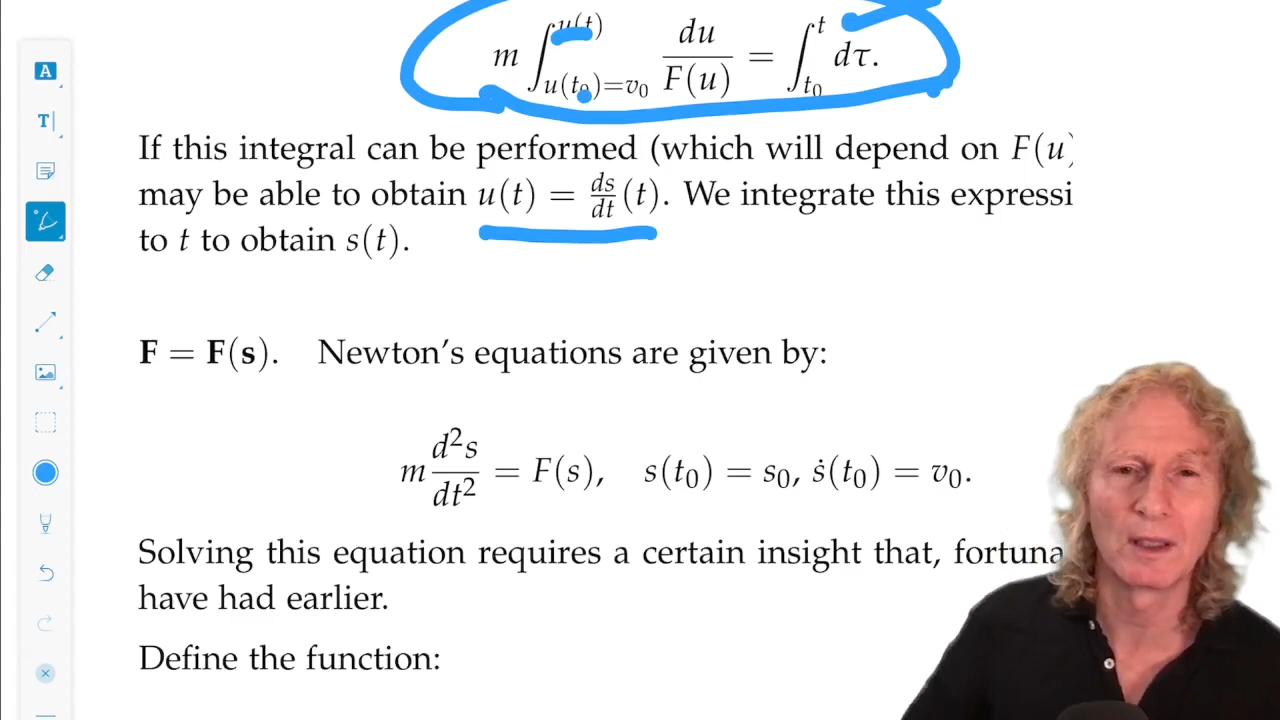 m ∫_{u(t_0)=v_0}^{u(t)} du/F(u) = ∫_{t_0}^{t} dτ.
If this integral can be performed (which will depend on F(u)
may be able to obtain u(t) = ds/dt (t). We integrate this expressi
to t to obtain s(t).
F = F(s). Newton's equations are given by:
m d²s/dt² = F(s), s(t_0) = s_0, ṡ(t_0) = v_0.
Solving this equation requires a certain insight that, fortuna
have had earlier.
Define the function:
A
T